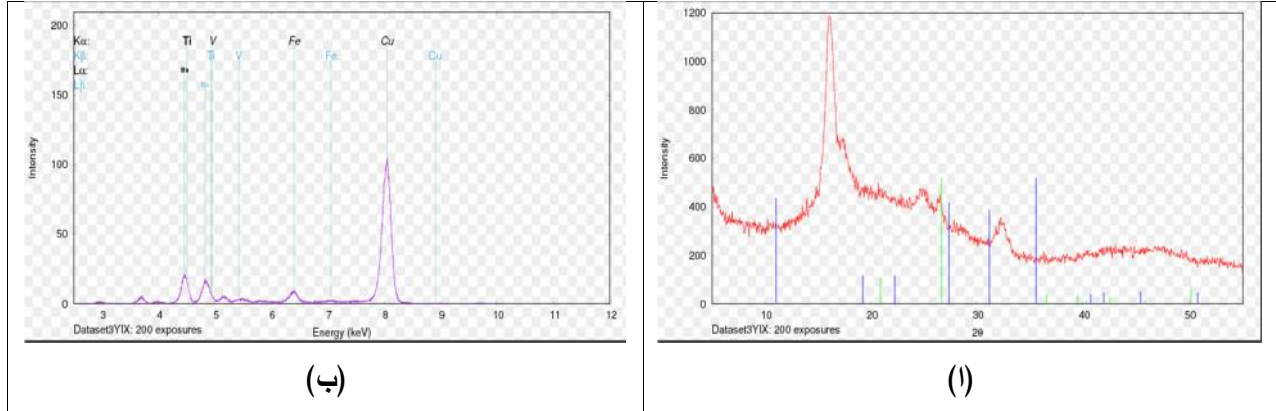 200
150
100
50
0
Intensity
Kα: Ti V Fe Cu
Kβ: Ti V Fe Cu
Lα: Ba
Lβ: Ba
3 4 5 6 7 8 9 10 11 12
Dataset3YIX: 200 exposures Energy (keV)
(ب)
1200
1000
800
600
400
200
0
Intensity
10 20 30 40 50
Dataset3YIX: 200 exposures 2θ
(ا)